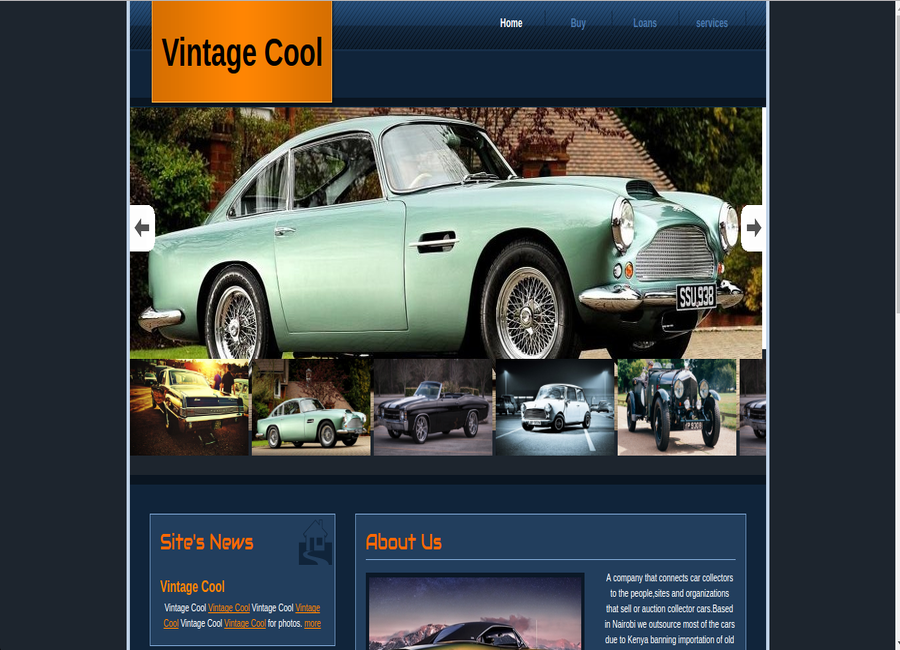 Vintage Cool
Home Buy Loans services
SSU 938
Site's News
Vintage Cool
Vintage Cool Vintage Cool Vintage Cool Vintage
Cool Vintage Cool Vintage Cool for photos. more
About Us
A company that connects car collectors
to the people,sites and organizations
that sell or auction collector cars.Based
in Nairobi we outsource most of the cars
due to Kenya banning importation of old